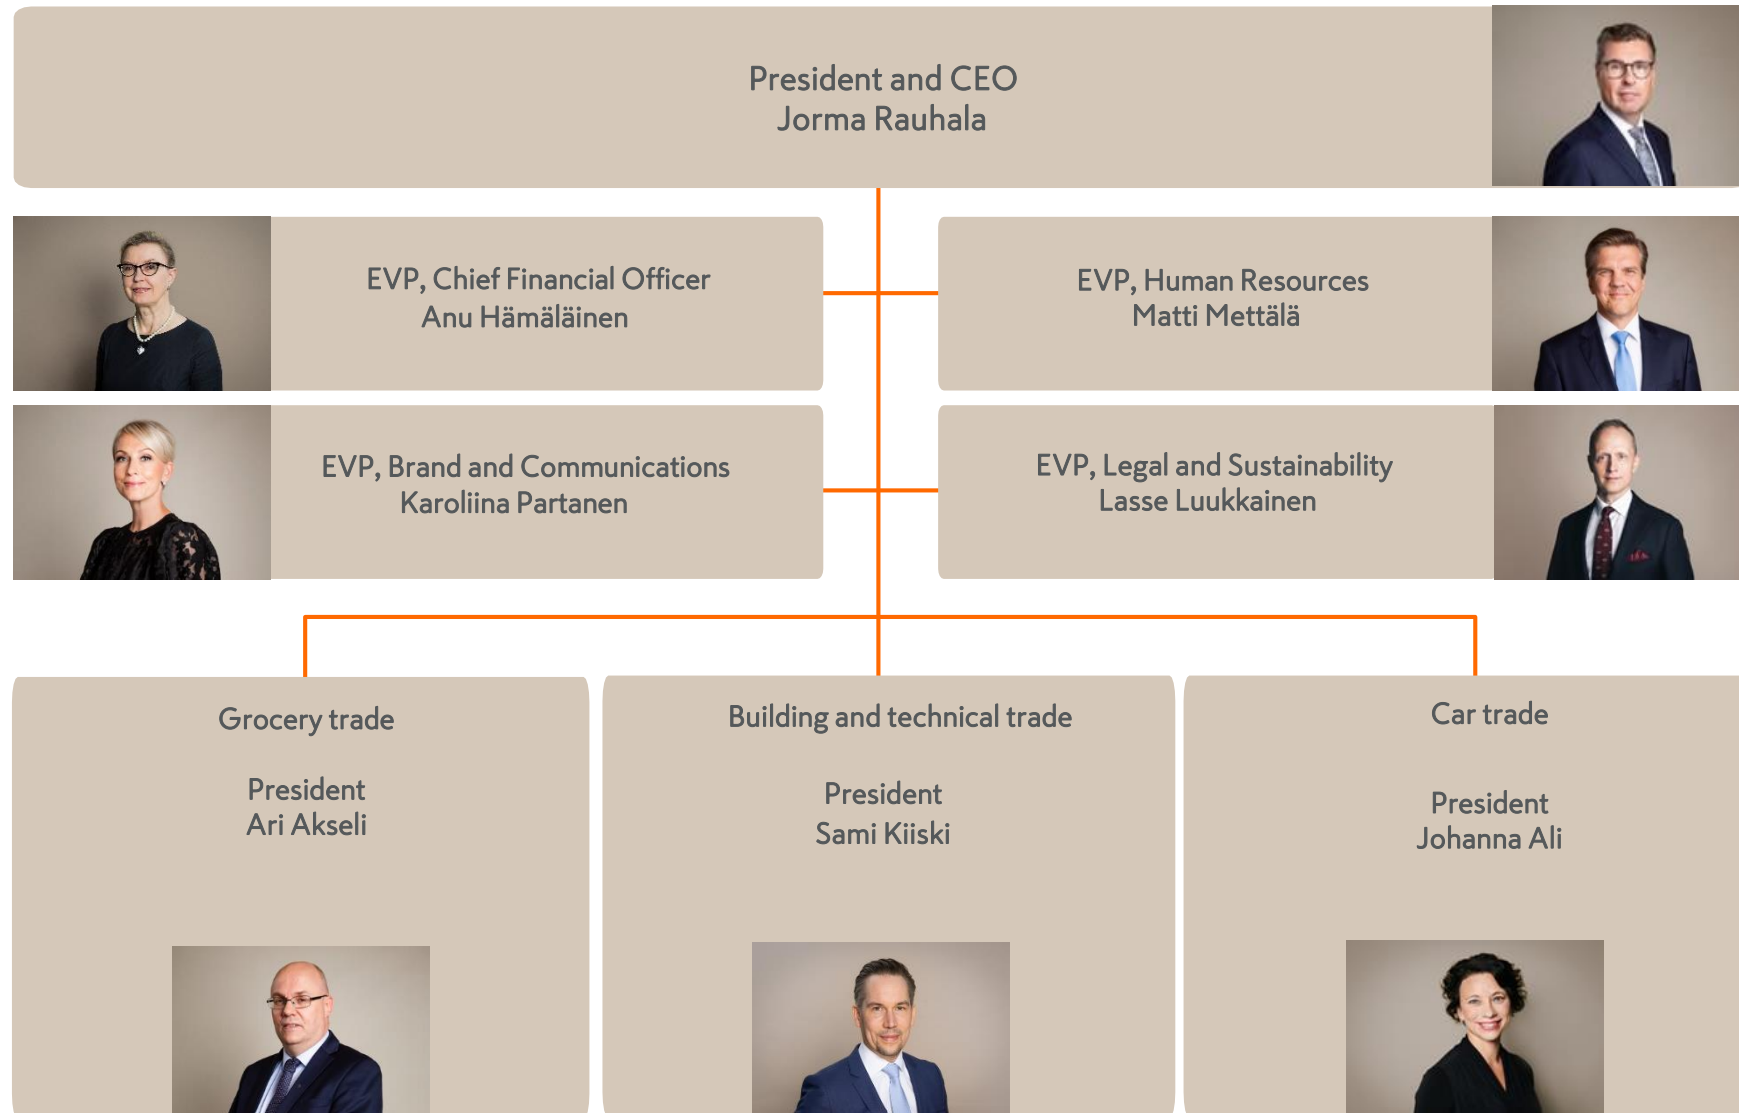 President and CEO
Jorma Rauhala
EVP, Chief Financial Officer
Anu Hämäläinen
EVP, Human Resources
Matti Mettälä
EVP, Brand and Communications
Karoliina Partanen
EVP, Legal and Sustainability
Lasse Luukkainen
Grocery trade
President
Ari Akseli
Building and technical trade
President
Sami Kiiski
Car trade
President
Johanna Ali